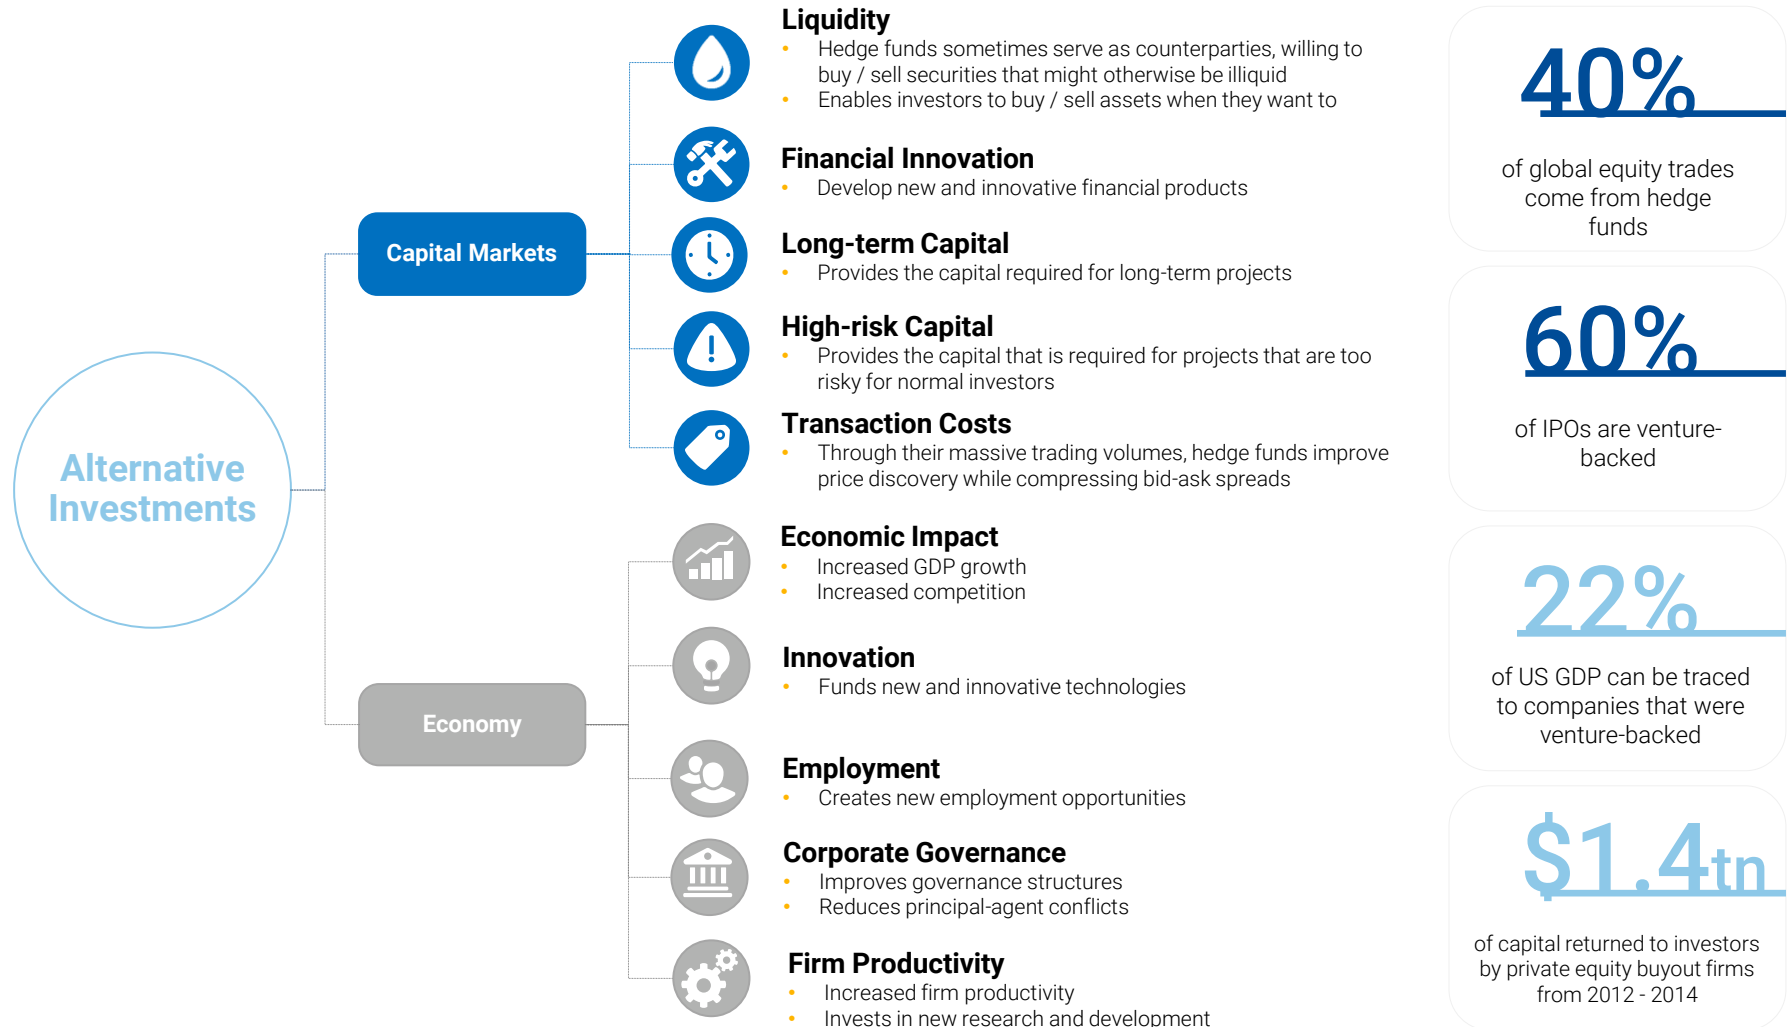 Alternative
Investments
Capital Markets
Economy
Liquidity
• Hedge funds sometimes serve as counterparties, willing to
buy / sell securities that might otherwise be illiquid
• Enables investors to buy / sell assets when they want to
Financial Innovation
• Develop new and innovative financial products
Long-term Capital
• Provides the capital required for long-term projects
High-risk Capital
• Provides the capital that is required for projects that are too
risky for normal investors
Transaction Costs
• Through their massive trading volumes, hedge funds improve
price discovery while compressing bid-ask spreads
Economic Impact
• Increased GDP growth
• Increased competition
Innovation
• Funds new and innovative technologies
Employment
• Creates new employment opportunities
Corporate Governance
• Improves governance structures
• Reduces principal-agent conflicts
Firm Productivity
• Increased firm productivity
• Invests in new research and development
40%
of global equity trades
come from hedge
funds
60%
of IPOs are venture-
backed
22%
of US GDP can be traced
to companies that were
venture-backed
$1.4tn
of capital returned to investors
by private equity buyout firms
from 2012 - 2014